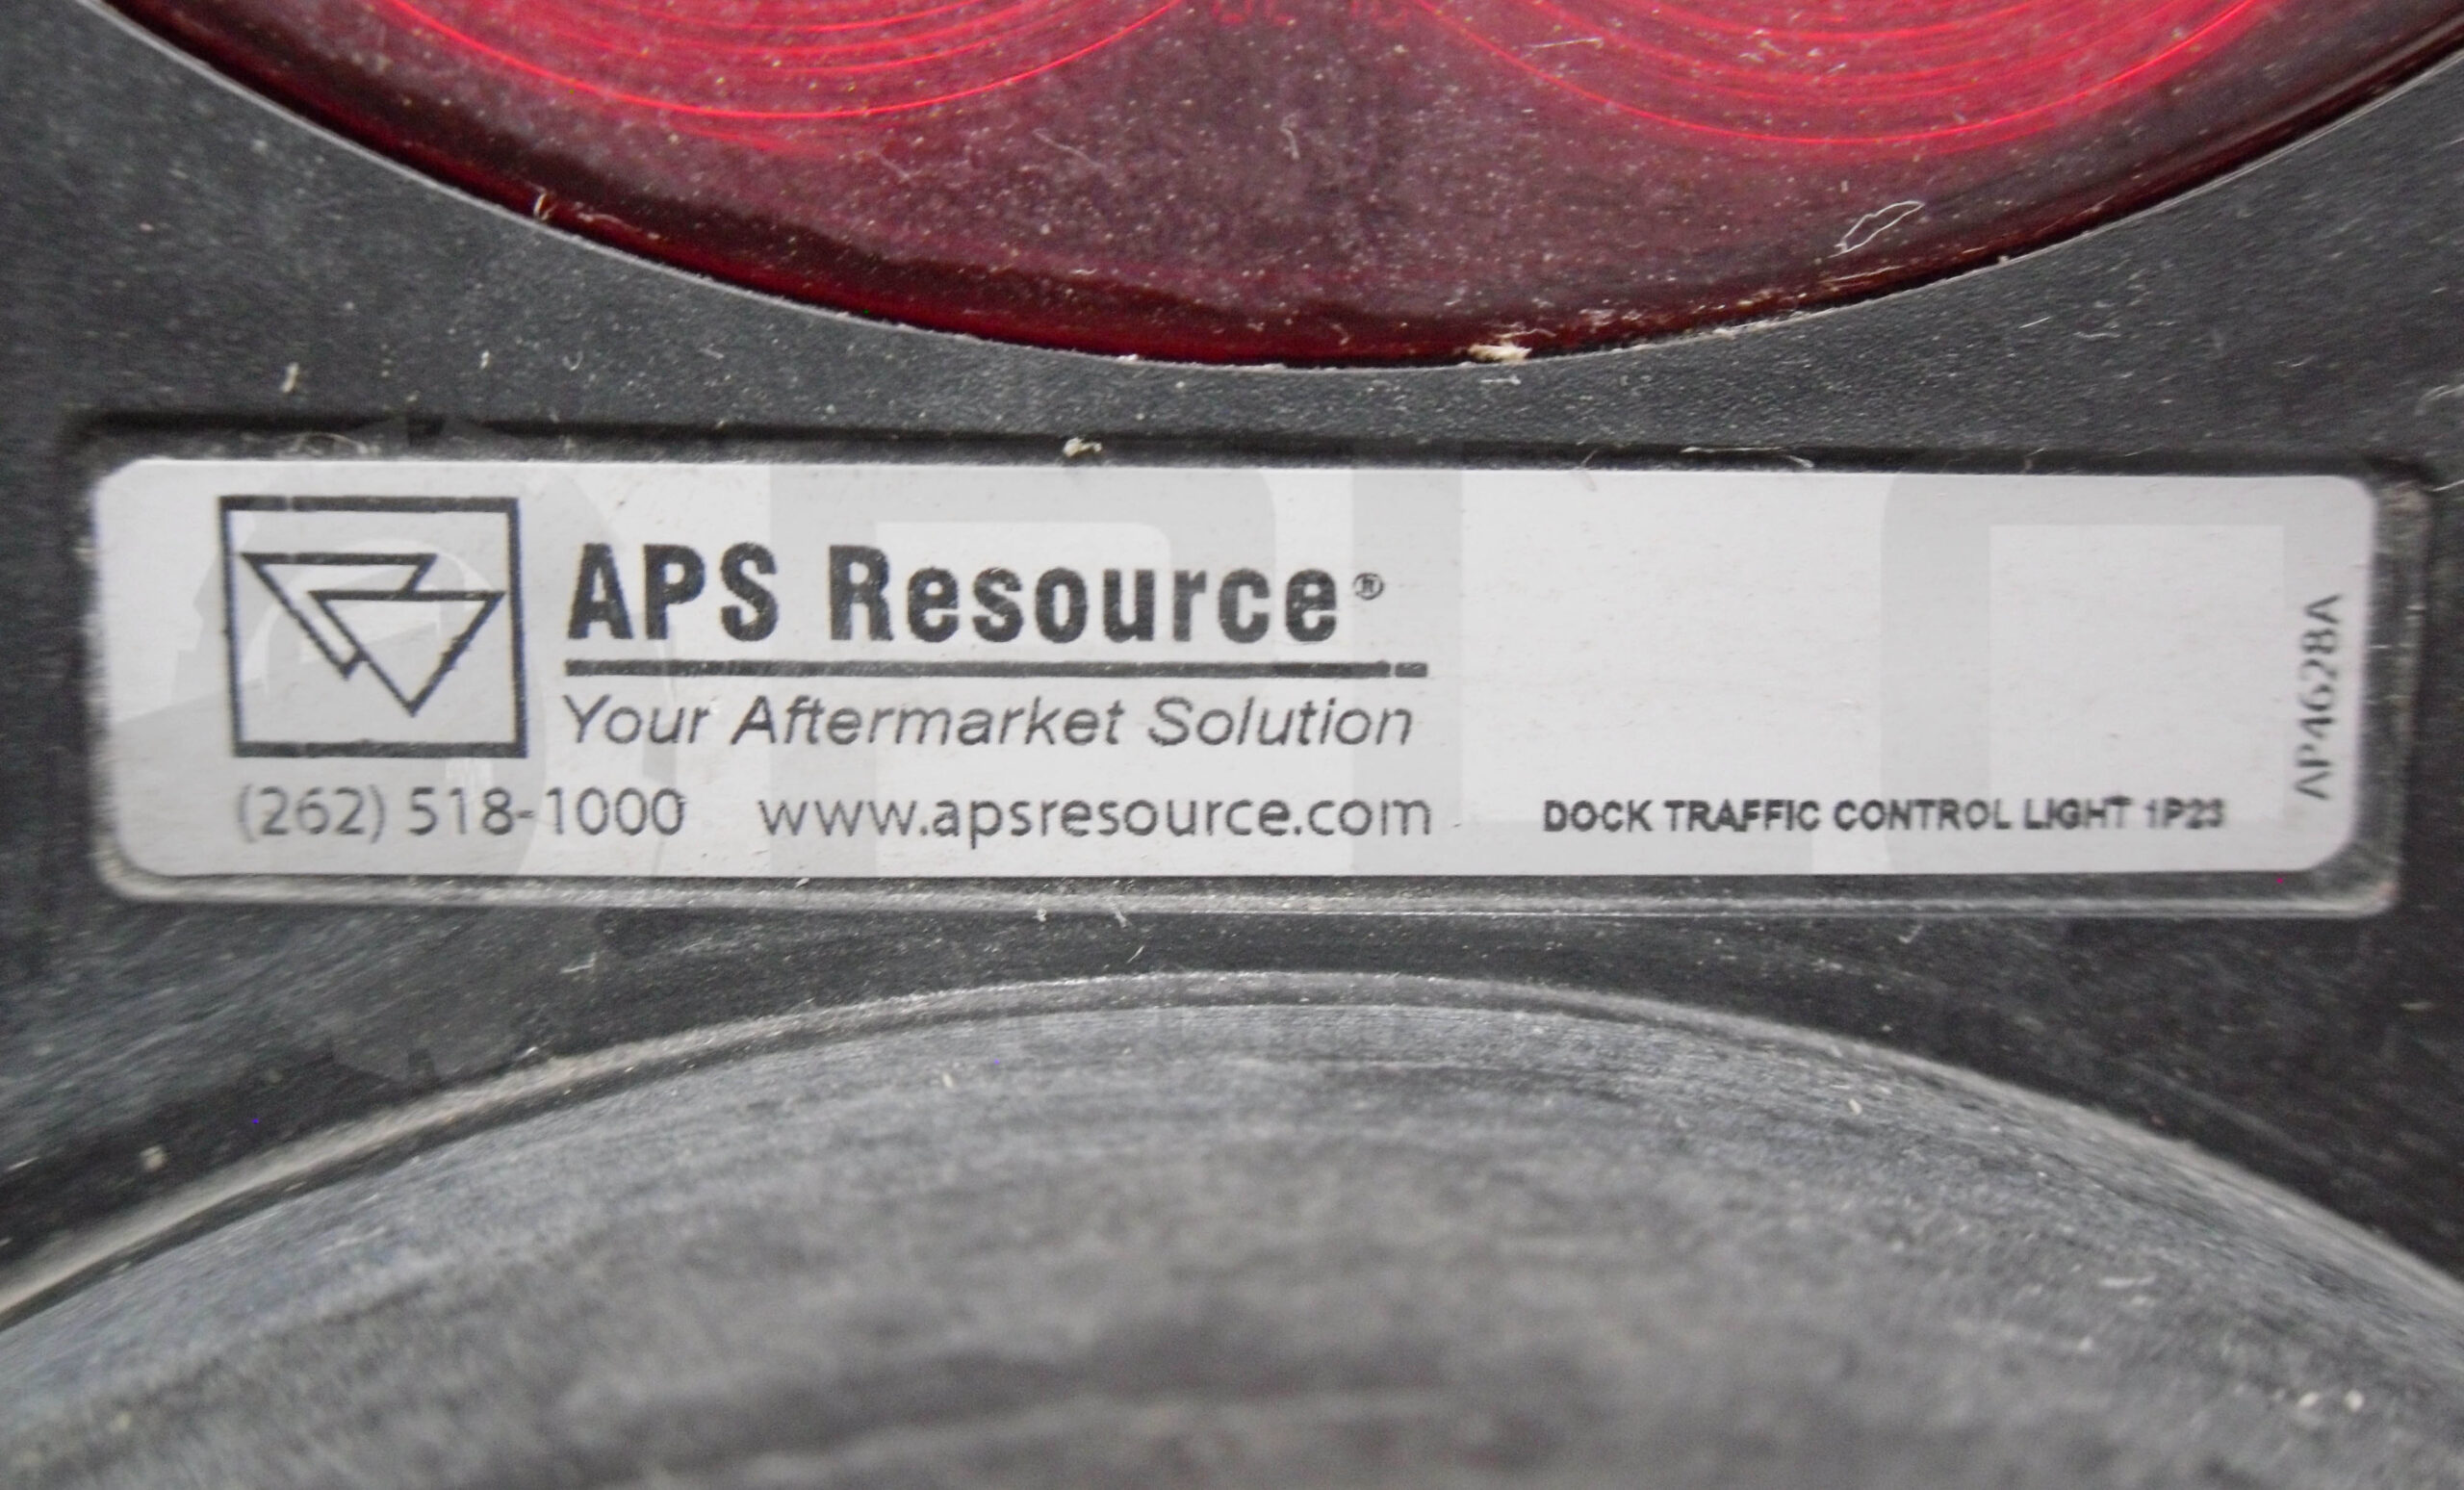 APS Resource®
Your Aftermarket Solution
(262) 518-1000 www.apsresource.com
DOCK TRAFFIC CONTROL LIGHT 1P23
AP4628A